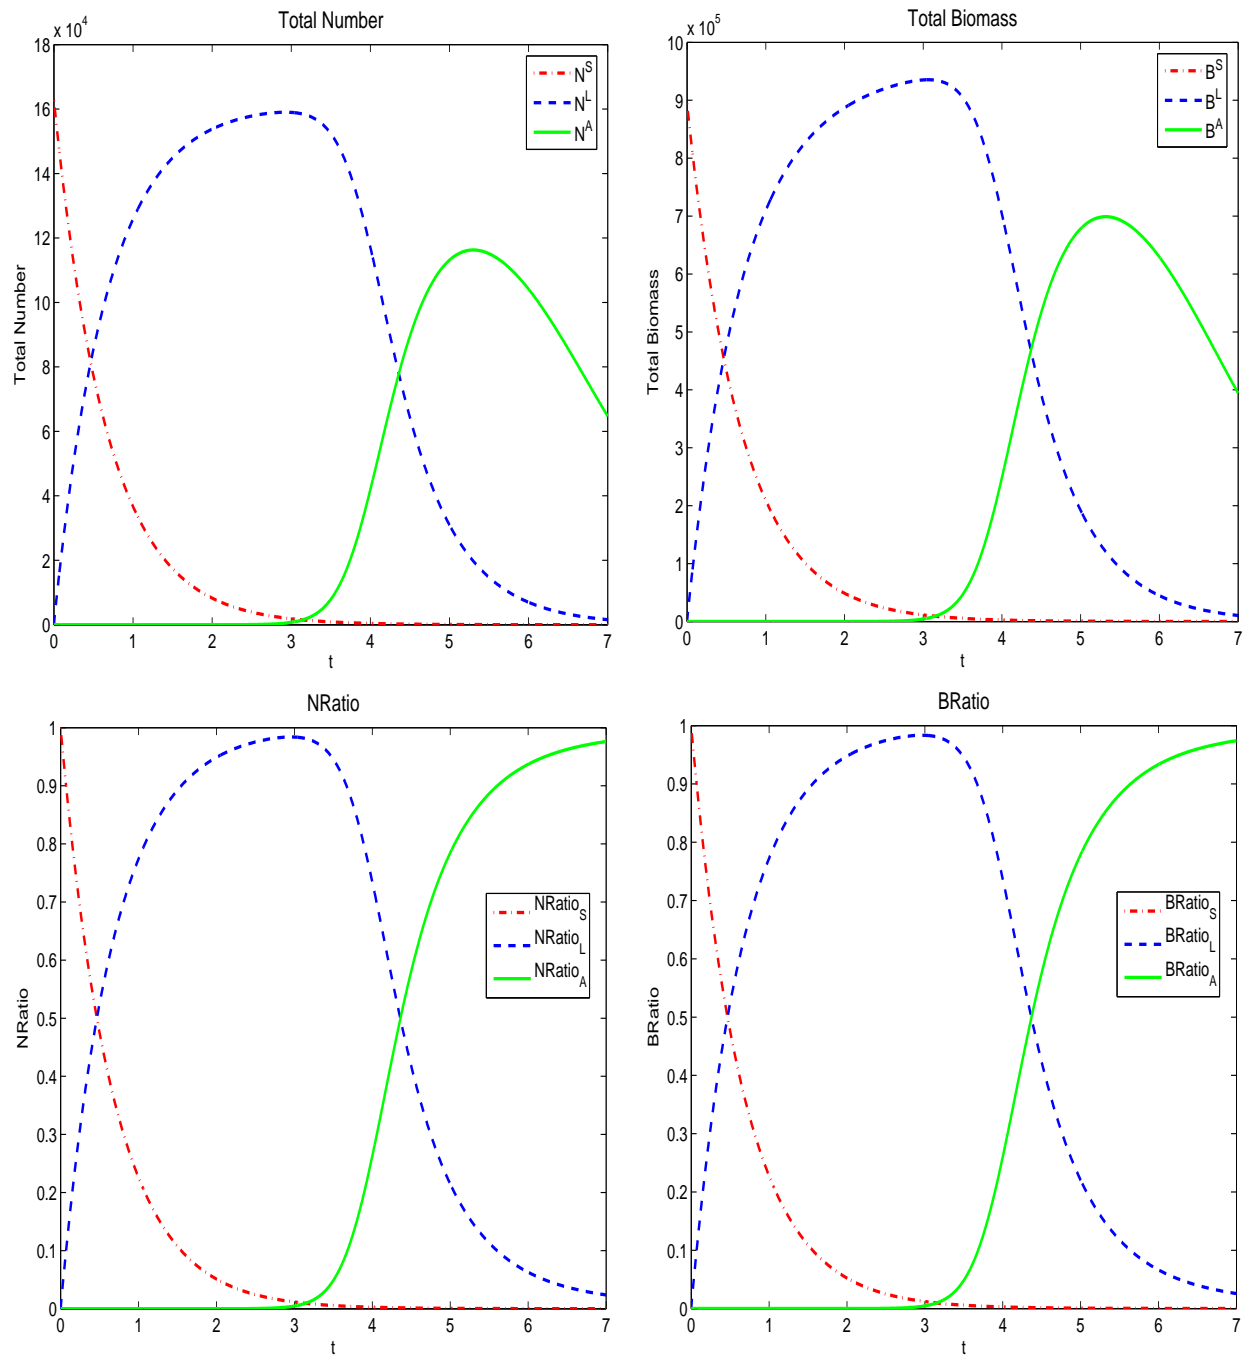 Total Number
x 10^4
18
16
14
12
10
8
6
4
2
0
Total Number
N^S
N^L
N^A
0 1 2 3 4 5 6 7
t
Total Biomass
x 10^5
10
9
8
7
6
5
4
3
2
1
0
Total Biomass
B^S
B^L
B^A
0 1 2 3 4 5 6 7
t
NRatio
1
0.9
0.8
0.7
0.6
0.5
0.4
0.3
0.2
0.1
0
NRatio
NRatio_S
NRatio_L
NRatio_A
0 1 2 3 4 5 6 7
t
BRatio
1
0.9
0.8
0.7
0.6
0.5
0.4
0.3
0.2
0.1
0
BRatio
BRatio_S
BRatio_L
BRatio_A
0 1 2 3 4 5 6 7
t